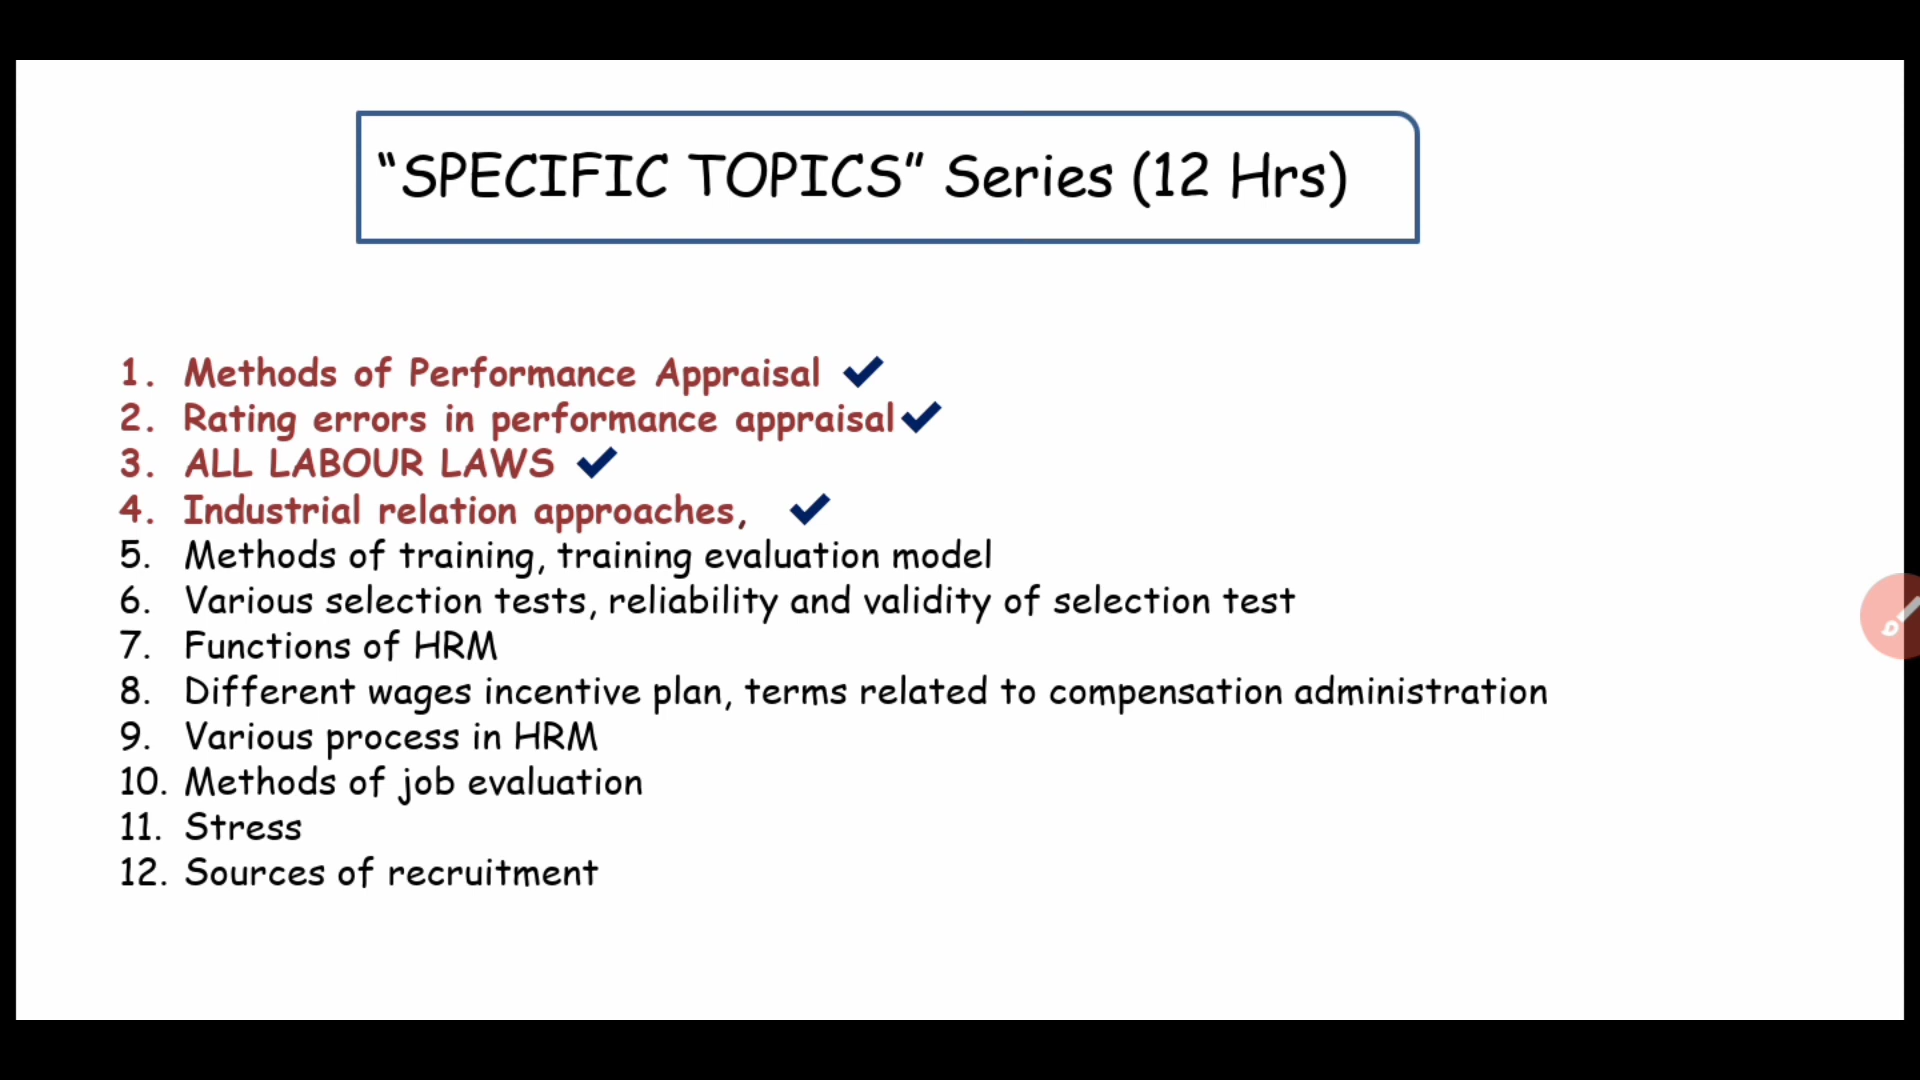 “SPECIFIC TOPICS” Series (12 Hrs)
1. Methods of Performance Appraisal ✔
2. Rating errors in performance appraisal ✔
3. ALL LABOUR LAWS ✔
4. Industrial relation approaches, ✔
5. Methods of training, training evaluation model
6. Various selection tests, reliability and validity of selection test
7. Functions of HRM
8. Different wages incentive plan, terms related to compensation administration
9. Various process in HRM
10. Methods of job evaluation
11. Stress
12. Sources of recruitment